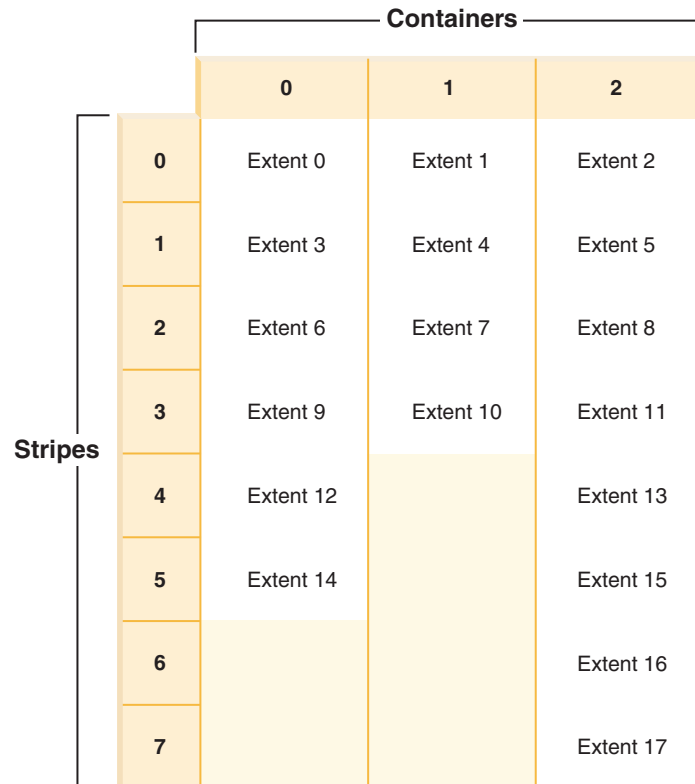 Containers
0 1 2
0 Extent 0 Extent 1 Extent 2
1 Extent 3 Extent 4 Extent 5
2 Extent 6 Extent 7 Extent 8
3 Extent 9 Extent 10 Extent 11
Stripes
4 Extent 12 Extent 13
5 Extent 14 Extent 15
6 Extent 16
7 Extent 17